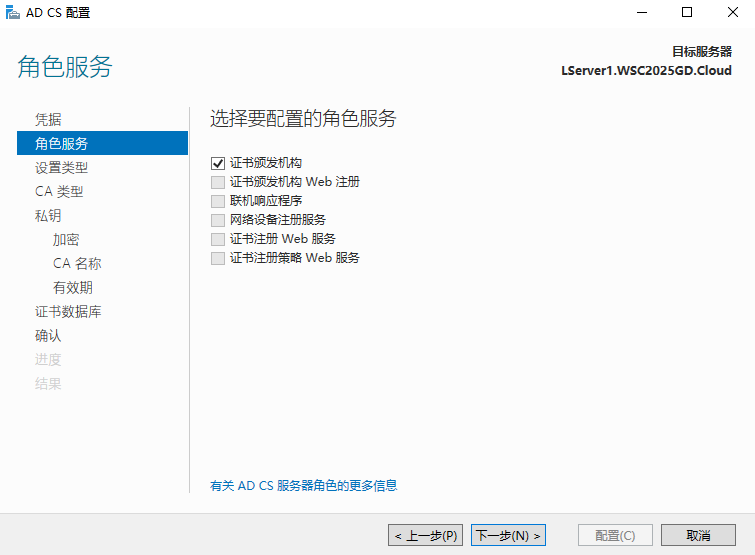 AD CS 配置
目标服务器
LServer1.WSC2025GD.Cloud
角色服务
凭据
角色服务
设置类型
CA 类型
私钥
加密
CA 名称
有效期
证书数据库
确认
进度
结果
选择要配置的角色服务
证书颁发机构
证书颁发机构 Web 注册
联机响应程序
网络设备注册服务
证书注册 Web 服务
证书注册策略 Web 服务
有关 AD CS 服务器角色的更多信息
< 上一步(P)
下一步(N) >
配置(C)
取消